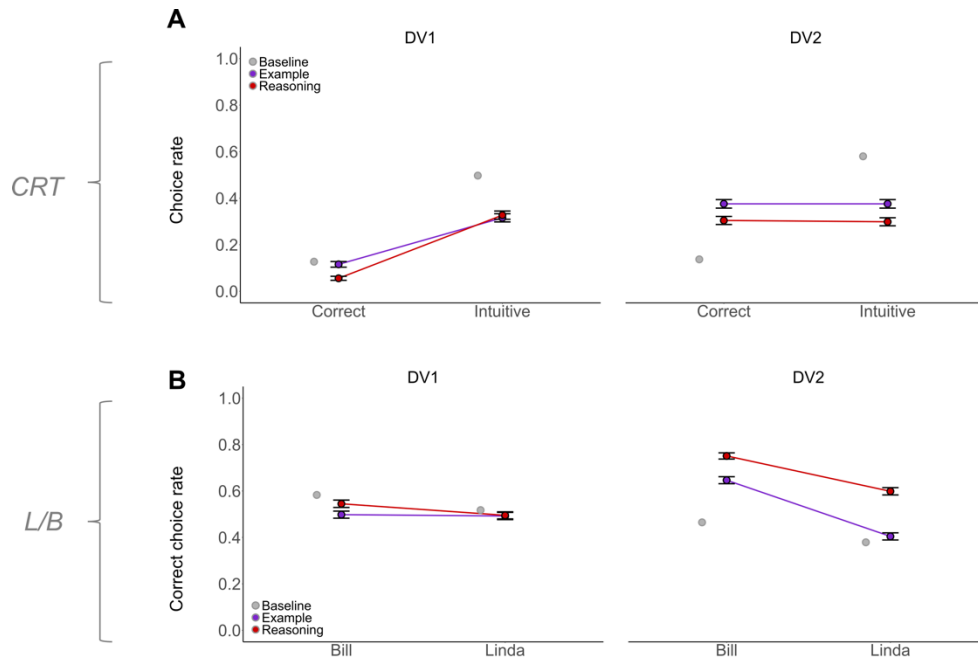 A
DV1
DV2
CRT
Choice rate
1.0
0.8
0.6
0.4
0.2
0.0
Baseline
Example
Reasoning
Correct
Intuitive
Correct
Intuitive
B
DV1
DV2
L/B
Correct choice rate
1.0
0.8
0.6
0.4
0.2
0.0
Baseline
Example
Reasoning
Bill
Linda
Bill
Linda